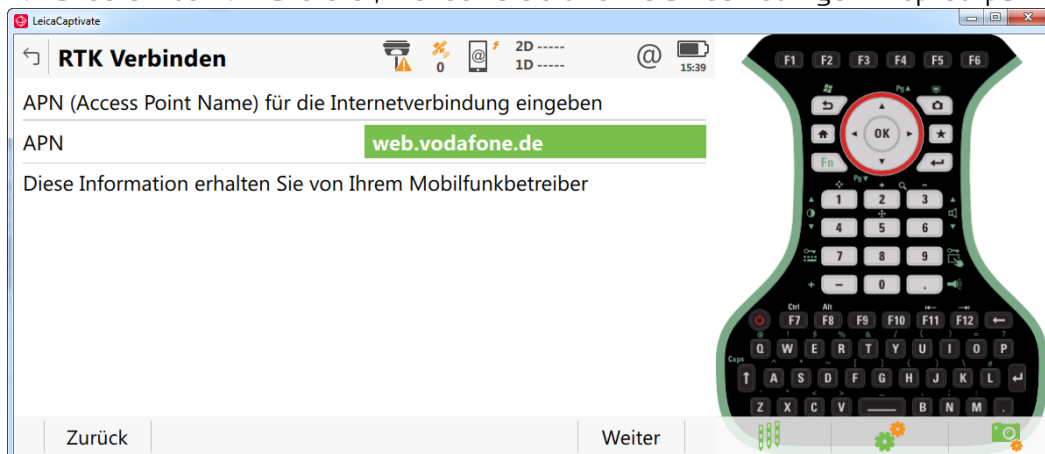 LeicaCaptivate
RTK Verbinden
0
@
2D -----
1D -----
@
15:39
APN (Access Point Name) für die Internetverbindung eingeben
APN web.vodafone.de
Diese Information erhalten Sie von Ihrem Mobilfunkbetreiber
Zurück Weiter
F1 F2 F3 F4 F5 F6
Pg▲
OK
Fn
Pg▼
1 2 3
4 5 6
7 8 9
+ - 0 .
Ctrl Alt
F7 F8 F9 F10 F11 F12
Q W E R T Y U I O P
Caps
A S D F G H J K L
Z X C V B N M .